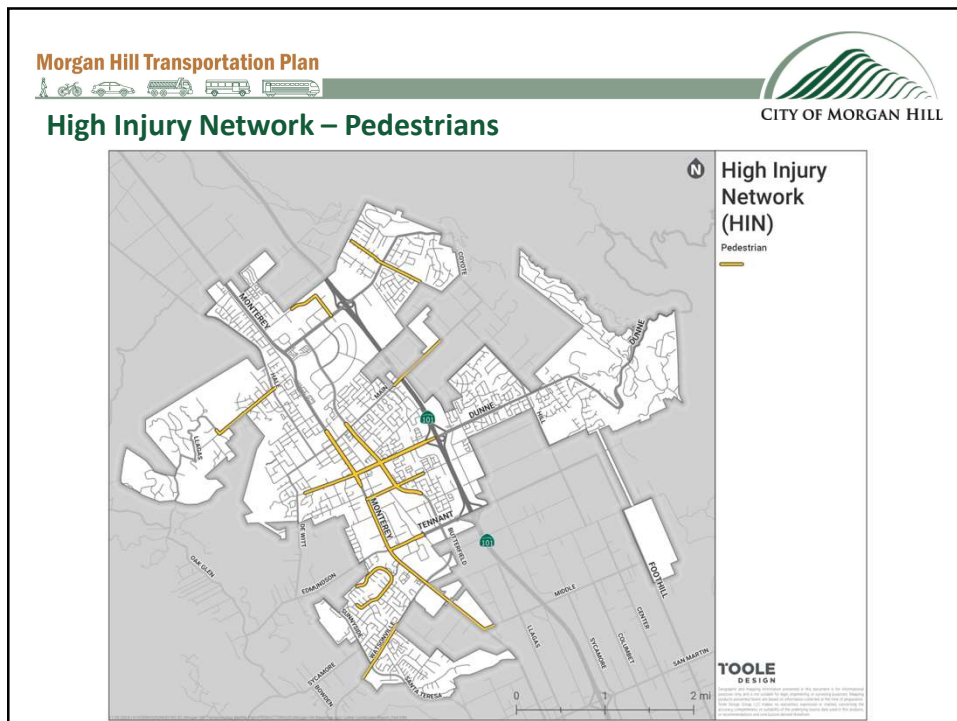 Morgan Hill Transportation Plan
CITY OF MORGAN HILL
High Injury Network – Pedestrians
N
High Injury
Network
(HIN)
Pedestrian
COYOTE
MONTEREY
DUNNE
HALE
MAIN
101
DUNNE
HILL
LLAGAS
MONTEREY
TENNANT
DE WITT
BUTTERFIELD
101
OAK GLEN
EDMUNDSON
FOOTHILL
MIDDLE
SUNNYSIDE
WATSONVILLE
CENTER
LLAGAS
SYCAMORE
COLUMBET
SAN MARTIN
SYCAMORE
BOWDEN
SANTA TERESA
0 1 2 mi
TOOLE
DESIGN